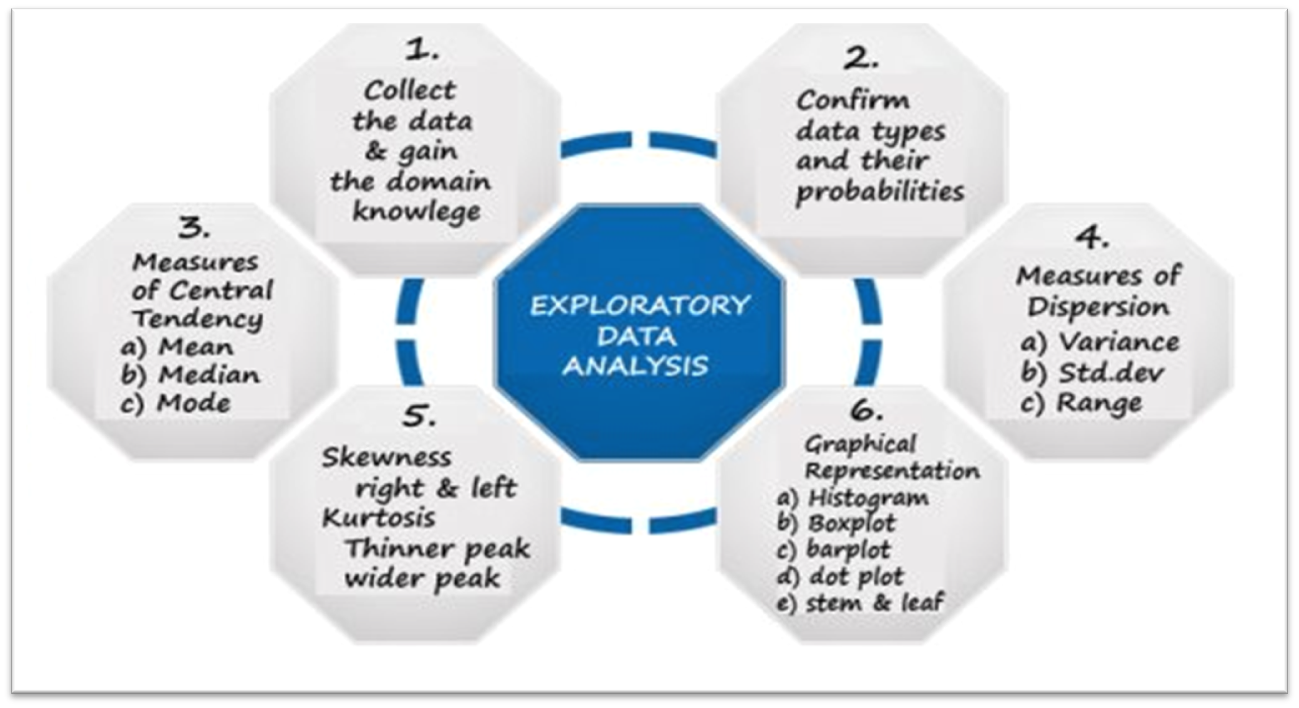 1.
Collect
the data
& gain
the domain
knowlege
2.
Confirm
data types
and their
probabilities
3.
Measures
of Central
Tendency
a) Mean
b) Median
c) Mode
EXPLORATORY
DATA
ANALYSIS
4.
Measures of
Dispersion
a) Variance
b) Std.dev
c) Range
5.
Skewness
right & left
Kurtosis
Thinner peak
wider peak
6.
Graphical
Representation
a) Histogram
b) Boxplot
c) barplot
d) dot plot
e) stem & leaf